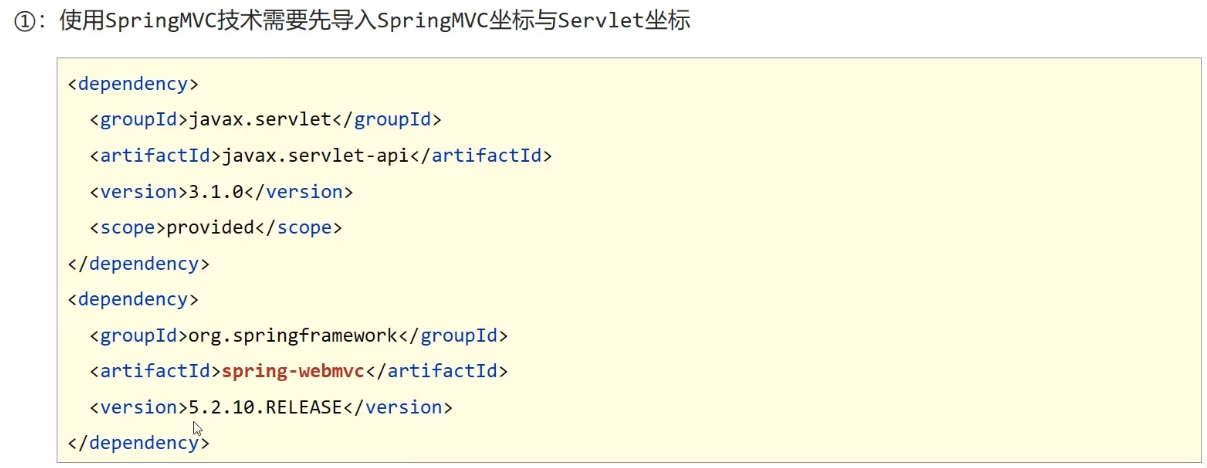 ①：使用SpringMVC技术需要先导入SpringMVC坐标与Servlet坐标
<dependency>
  <groupId>javax.servlet</groupId>
  <artifactId>javax.servlet-api</artifactId>
  <version>3.1.0</version>
  <scope>provided</scope>
</dependency>
<dependency>
  <groupId>org.springframework</groupId>
  <artifactId>spring-webmvc</artifactId>
  <version>5.2.10.RELEASE</version>
</dependency>